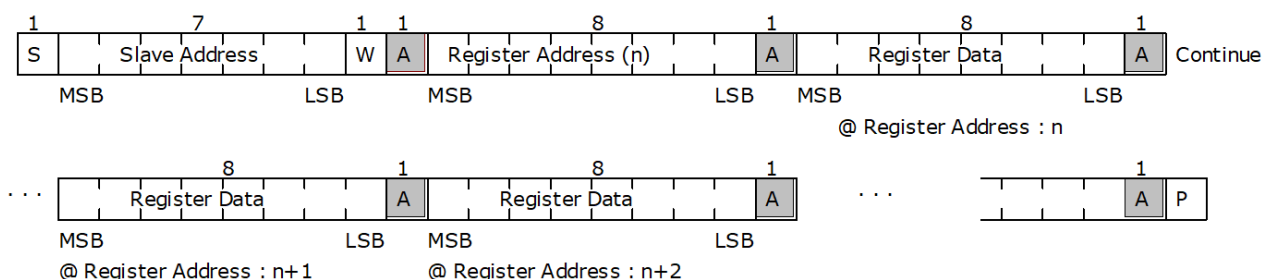 1 7 1 1 8 1 8 1
S Slave Address W A Register Address (n) A Register Data A Continue
MSB LSB MSB LSB MSB LSB
@ Register Address : n
8 1 8 1 1
. . . Register Data A Register Data A . . . A P
MSB LSB MSB LSB
@ Register Address : n+1 @ Register Address : n+2